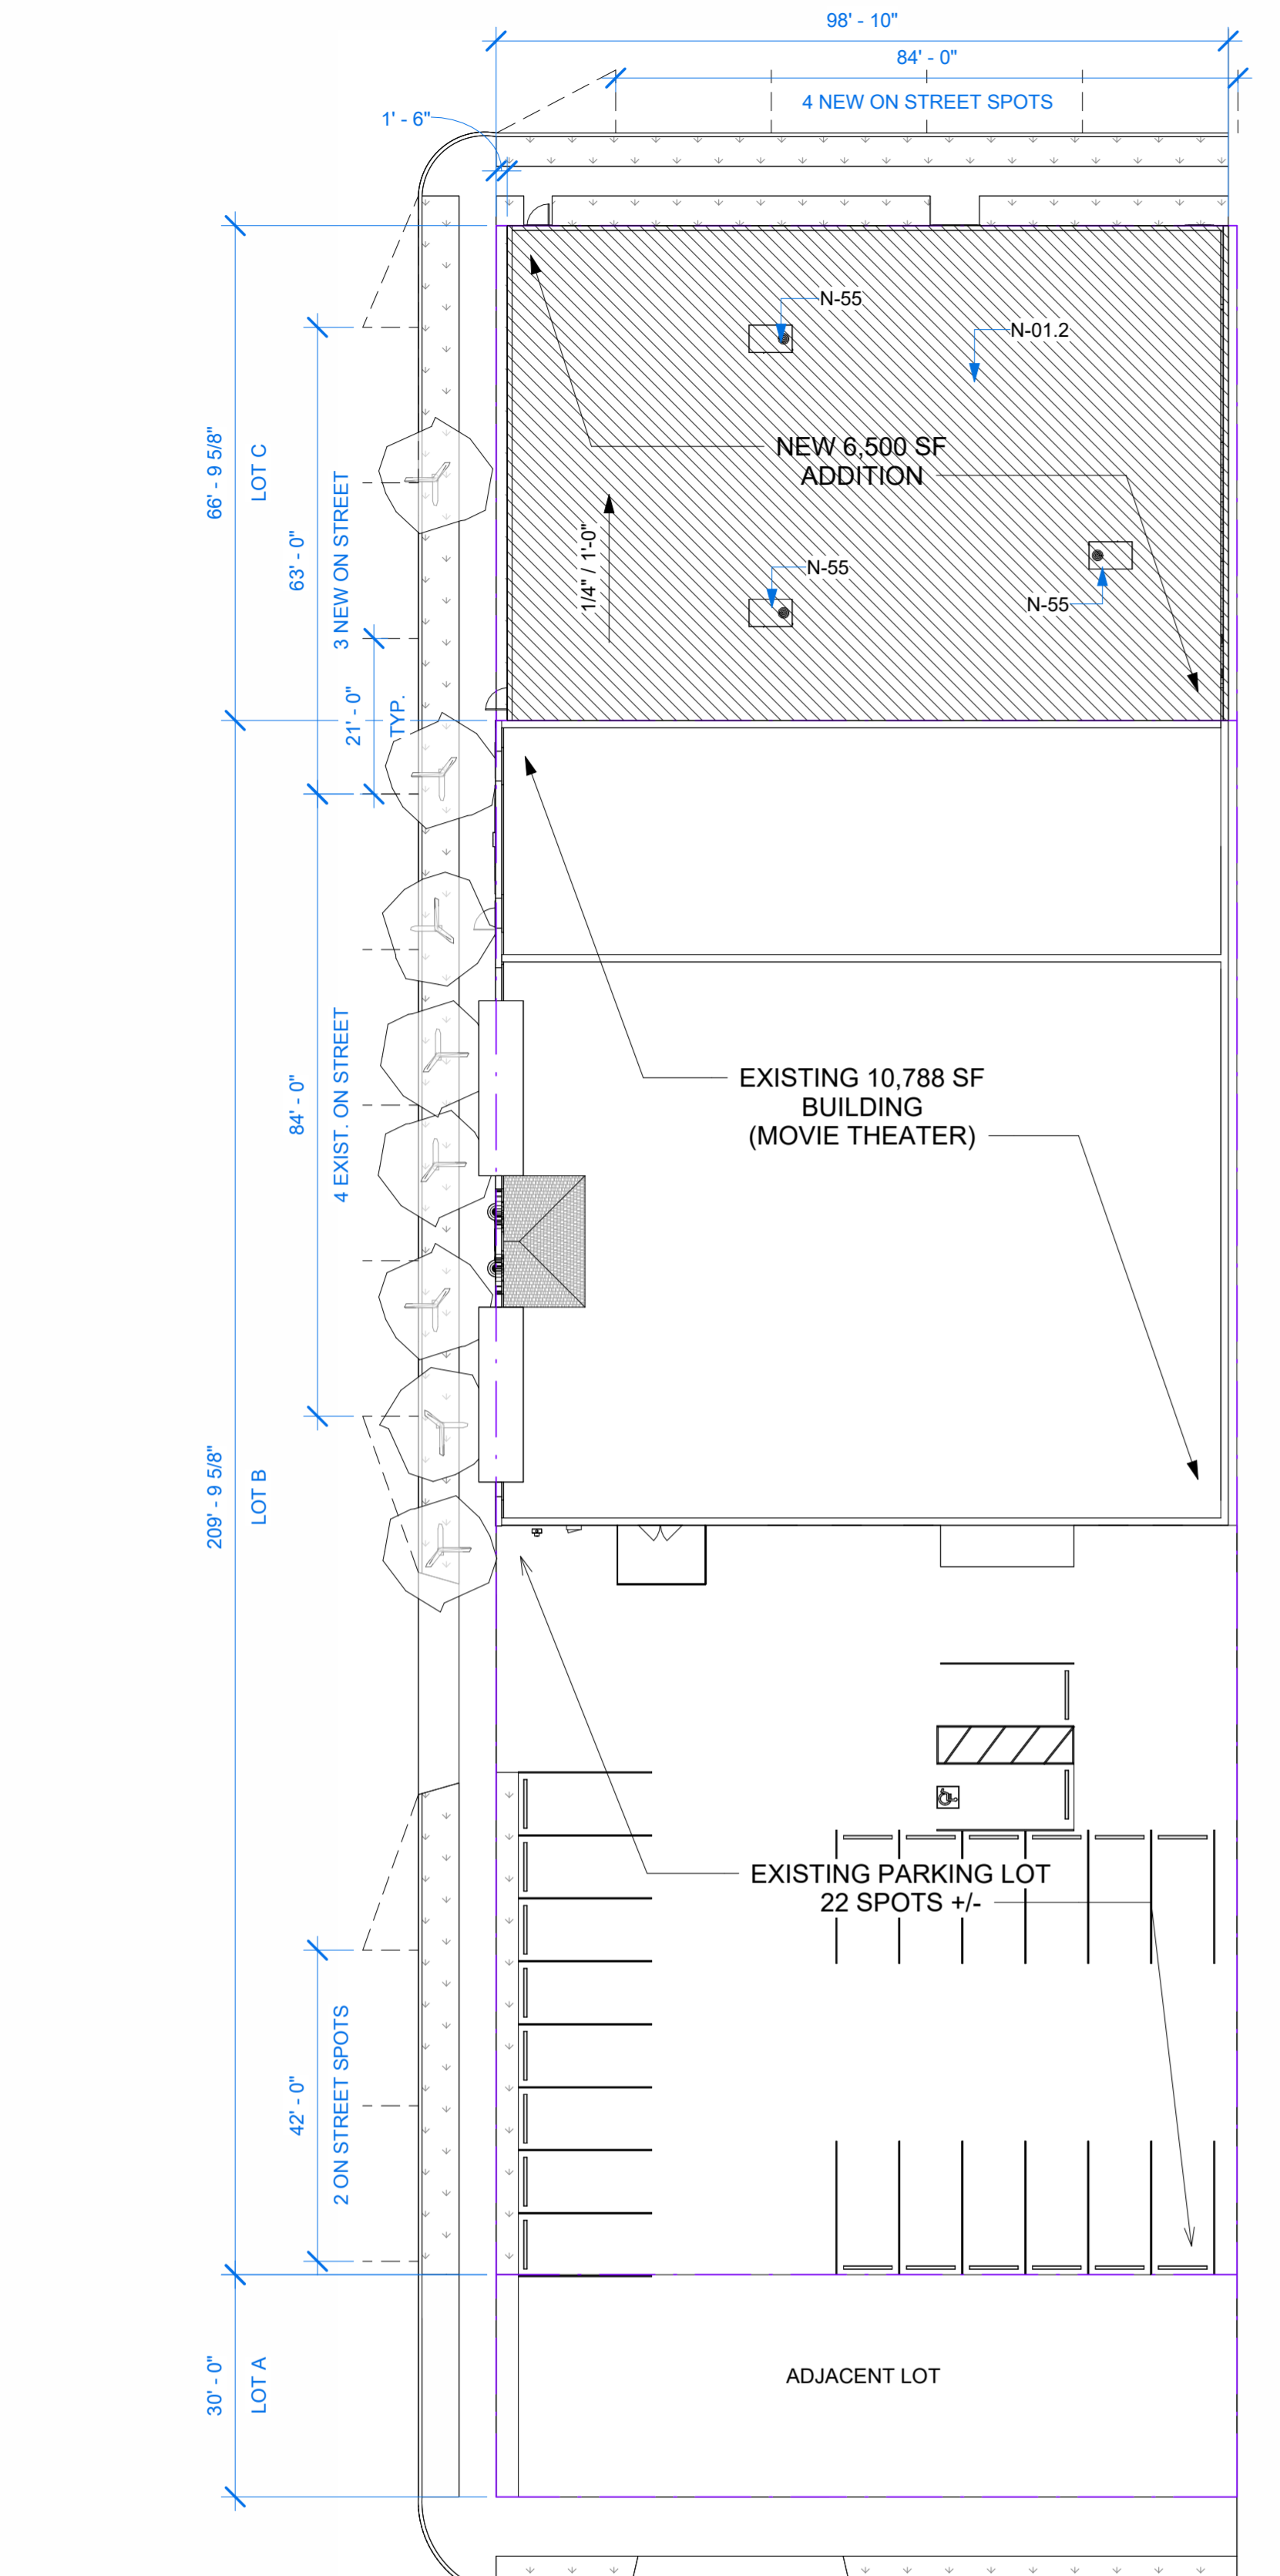 98' - 10"
84' - 0"
4 NEW ON STREET SPOTS
1' - 6"
N-55
N-01.2
66' - 9 5/8"
LOT C
NEW 6,500 SF
ADDITION
63' - 0"
3 NEW ON STREET
1/4" / 1'-0"
N-55
N-55
21' - 0"
TYP.
84' - 0"
4 EXIST. ON STREET
EXISTING 10,788 SF
BUILDING
(MOVIE THEATER)
209' - 9 5/8"
LOT B
EXISTING PARKING LOT
22 SPOTS +/-
42' - 0"
2 ON STREET SPOTS
30' - 0"
LOT A
ADJACENT LOT